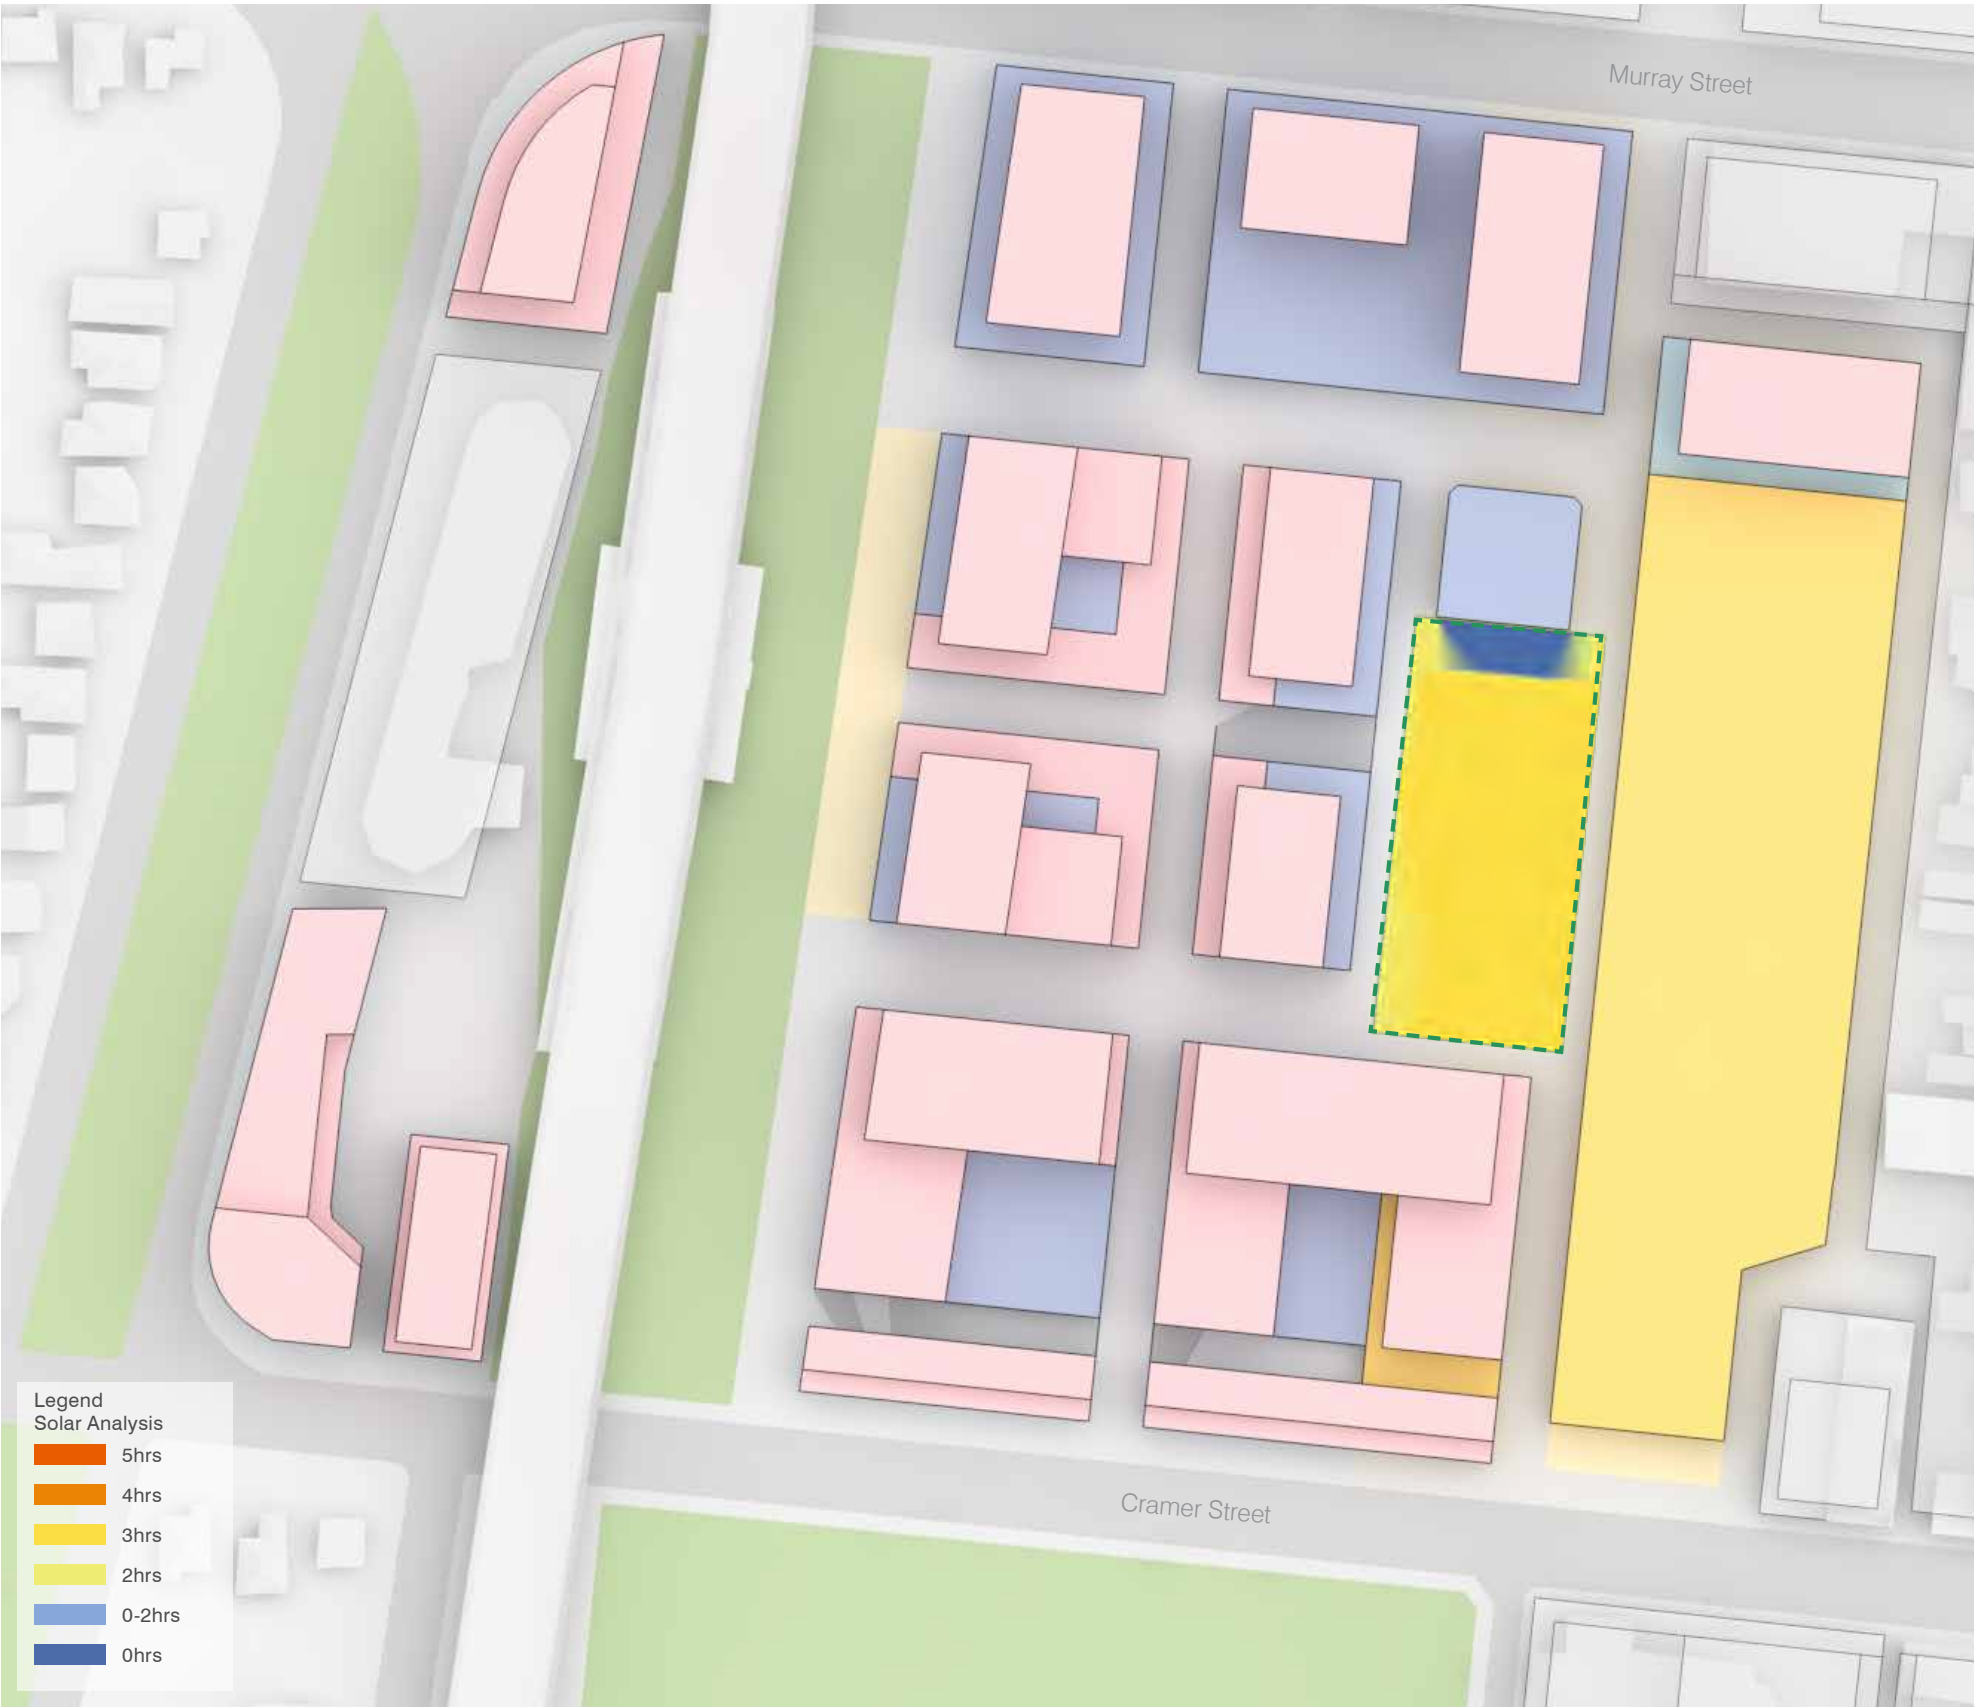 Murray Street
Cramer Street
Legend
Solar Analysis
5hrs
4hrs
3hrs
2hrs
0-2hrs
0hrs